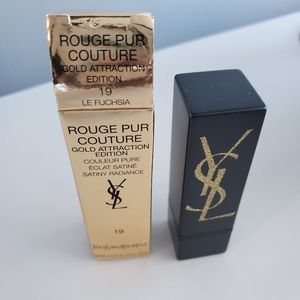 ROUGE PUR
COUTURE
GOLD ATTRACTION
EDITION
19
LE FUCHSIA
ROUGE PUR
COUTURE
GOLD ATTRACTION
EDITION
COULEUR PURE
ÉCLAT SATINÉ
SATINY RADIANCE
YSL
19
YvesSaintLaurent
YSL